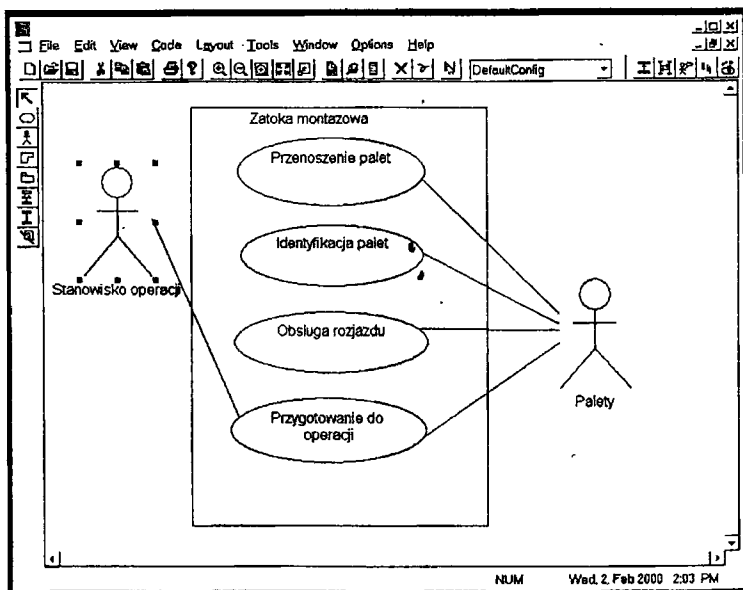 File Edit View Code Layout Tools Window Options Help
DefaultConfig
Zatoka montazowa
Przenoszenie palet
Identyfikacja palet
Stanowisko operacji
Obsluga rozjazdu
Palety
Przygotowanie do
operacji
NUM Wed, 2, Feb 2000 2:03 PM